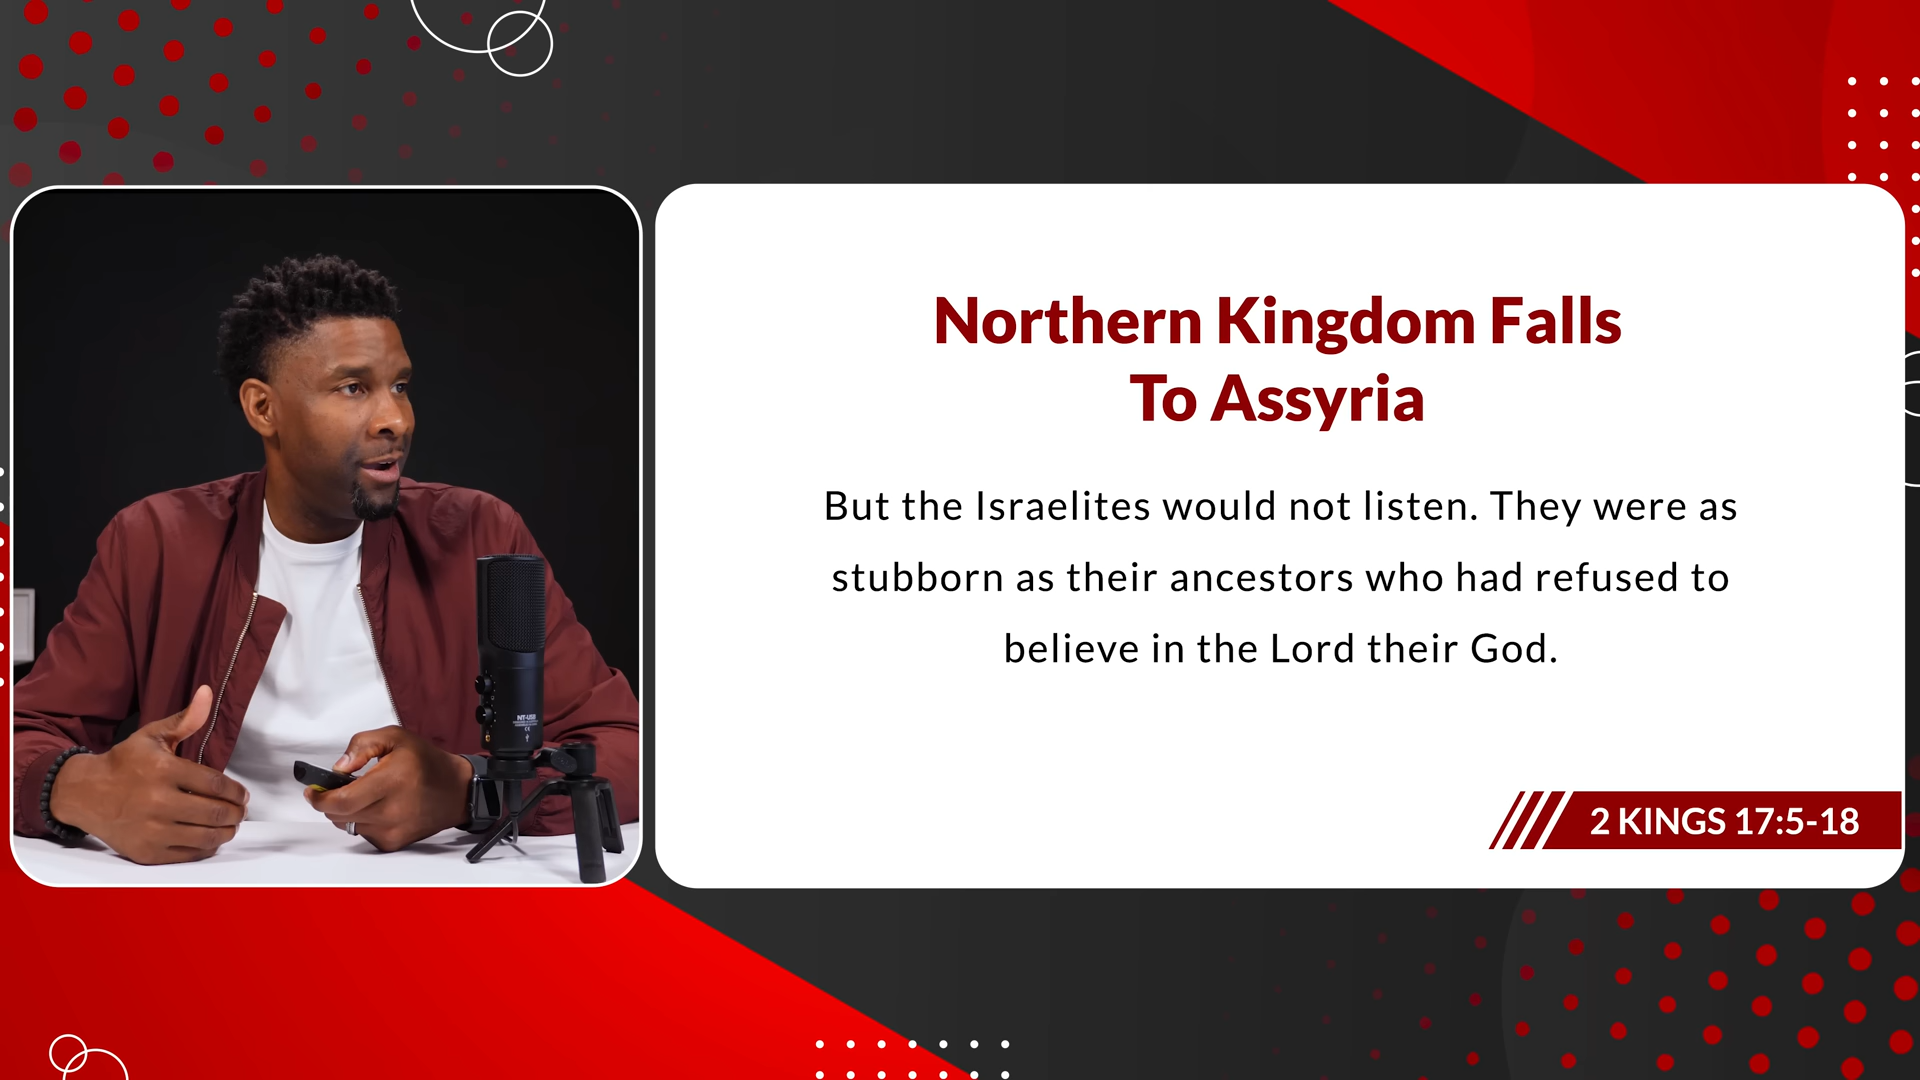 Northern Kingdom Falls
To Assyria
But the Israelites would not listen. They were as
stubborn as their ancestors who had refused to
believe in the Lord their God.
2 KINGS 17:5-18
NT-USB